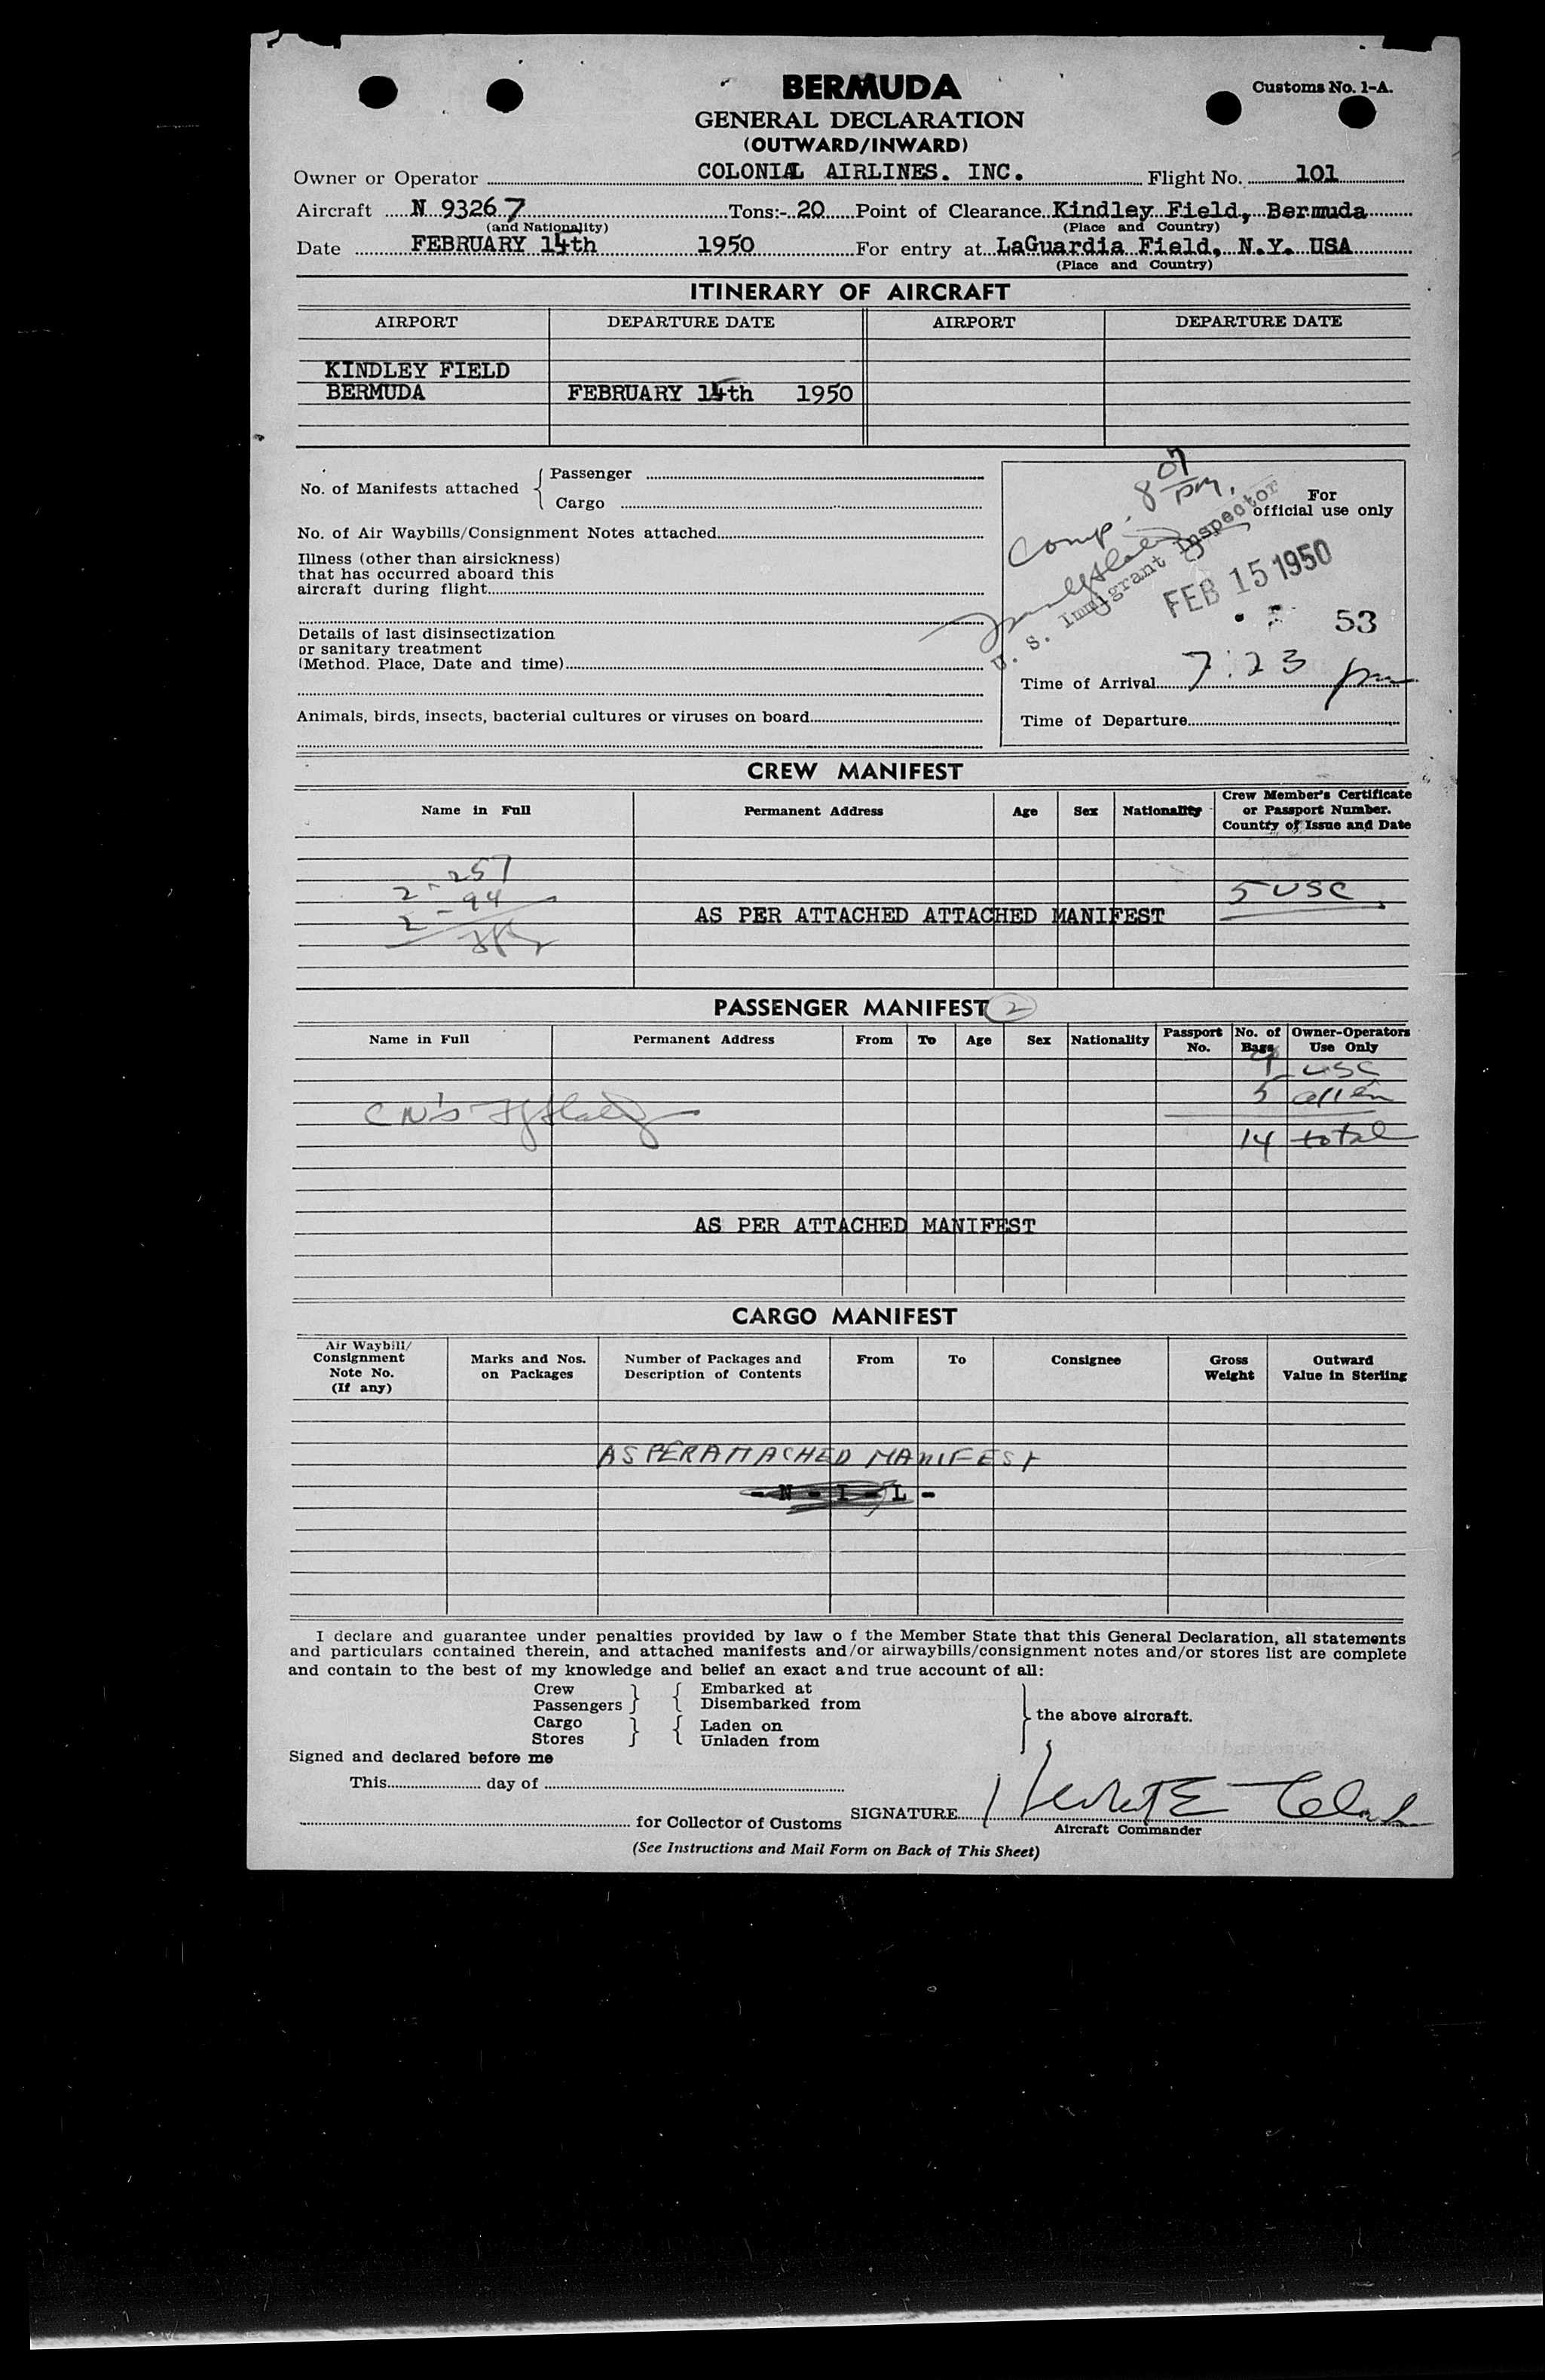 BERMUDA
Customs No. 1-A.
GENERAL DECLARATION
(OUTWARD/INWARD)
Owner or Operator COLONIAL AIRLINES. INC. Flight No. 101
Aircraft N 93267 Tons:- 20 Point of Clearance Kindley Field, Bermuda
(and Nationality) (Place and Country)
Date FEBRUARY 15th 1950 For entry at LaGuardia Field, N.Y. USA
(Place and Country)
ITINERARY OF AIRCRAFT
AIRPORT DEPARTURE DATE AIRPORT DEPARTURE DATE
KINDLEY FIELD
BERMUDA FEBRUARY 15th 1950
No. of Manifests attached { Passenger
Cargo
No. of Air Waybills/Consignment Notes attached
Illness (other than airsickness)
that has occurred aboard this
aircraft during flight
Details of last disinsectization
or sanitary treatment
(Method. Place, Date and time)
Animals, birds, insects, bacterial cultures or viruses on board
For
official use only
Comp. 8 07 pm.
U. S. Immigrant Inspector
FEB 15 1950
53
Time of Arrival 7:23 pm
Time of Departure
CREW MANIFEST
Name in Full Permanent Address Age Sex Nationality Crew Member's Certificate
or Passport Number.
Country of Issue and Date
2 - 257
2 - 94
5 USC
AS PER ATTACHED ATTACHED MANIFEST
PASSENGER MANIFEST 2
Name in Full Permanent Address From To Age Sex Nationality Passport No. No. of Bags Owner-Operators Use Only
9 USC
5 alien
CN's
14 total
AS PER ATTACHED MANIFEST
CARGO MANIFEST
Air Waybill/
Consignment
Note No.
(If any)
Marks and Nos.
on Packages
Number of Packages and
Description of Contents
From To Consignee Gross Weight
Outward
Value in Sterling
AS PER ATTACHED MANIFEST
- N - I - L -
I declare and guarantee under penalties provided by law o f the Member State that this General Declaration, all statements
and particulars contained therein, and attached manifests and/or airwaybills/consignment notes and/or stores list are complete
and contain to the best of my knowledge and belief an exact and true account of all:
Crew } { Embarked at
Passengers } { Disembarked from
Cargo } { Laden on
Stores } { Unladen from
} the above aircraft.
Signed and declared before me
This day of
for Collector of Customs SIGNATURE
Aircraft Commander
(See Instructions and Mail Form on Back of This Sheet)